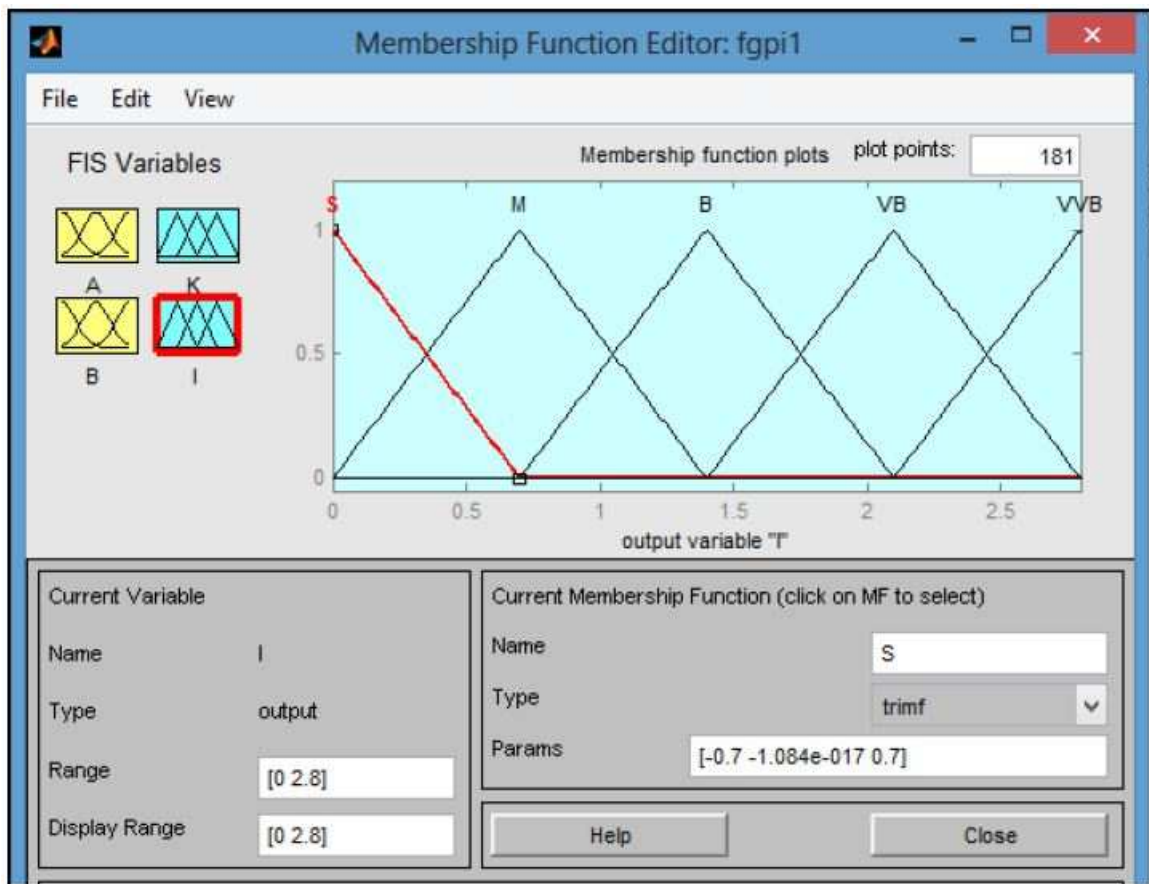 Membership Function Editor: fgpi1
File Edit View
FIS Variables
A
K
B
I
Membership function plots plot points: 181
S M B VB VVB
1
0.5
0
0 0.5 1 1.5 2 2.5
output variable "I"
Current Variable
Name I
Type output
Range [0 2.8]
Display Range [0 2.8]
Current Membership Function (click on MF to select)
Name S
Type trimf
Params [-0.7 -1.084e-017 0.7]
Help Close